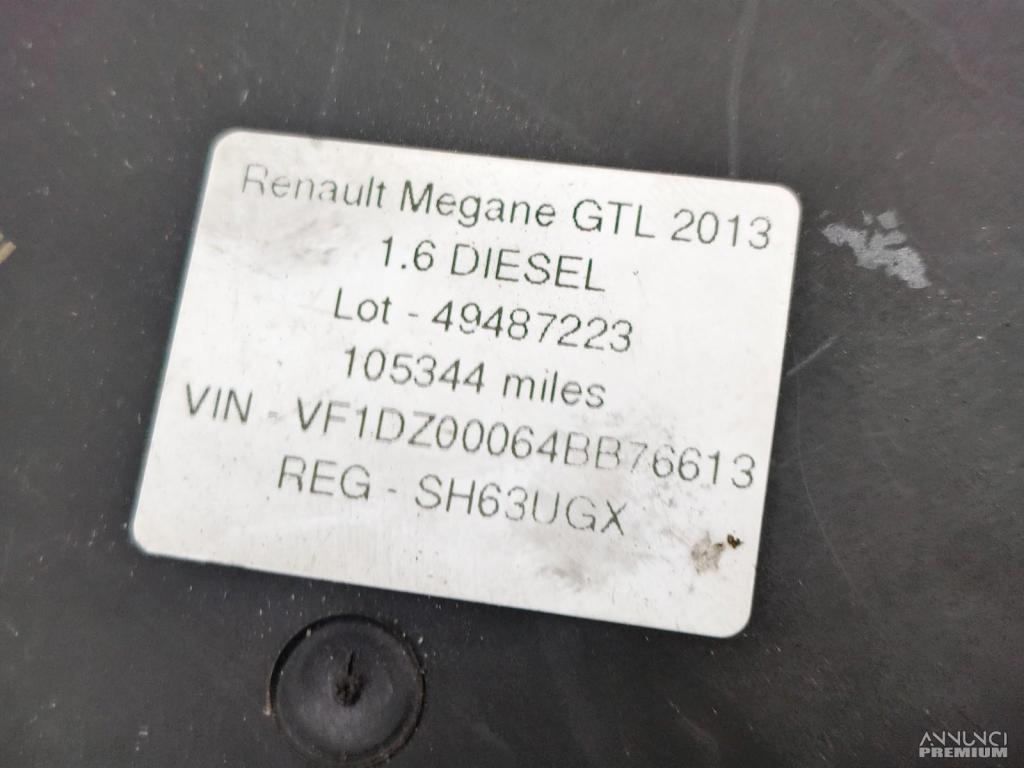 Renault Megane GTL 2013
1.6 DIESEL
Lot - 49487223
105344 miles
VIN - VF1DZ00064BB76613
REG - SH63UGX
ANNUNCI
PREMIUM